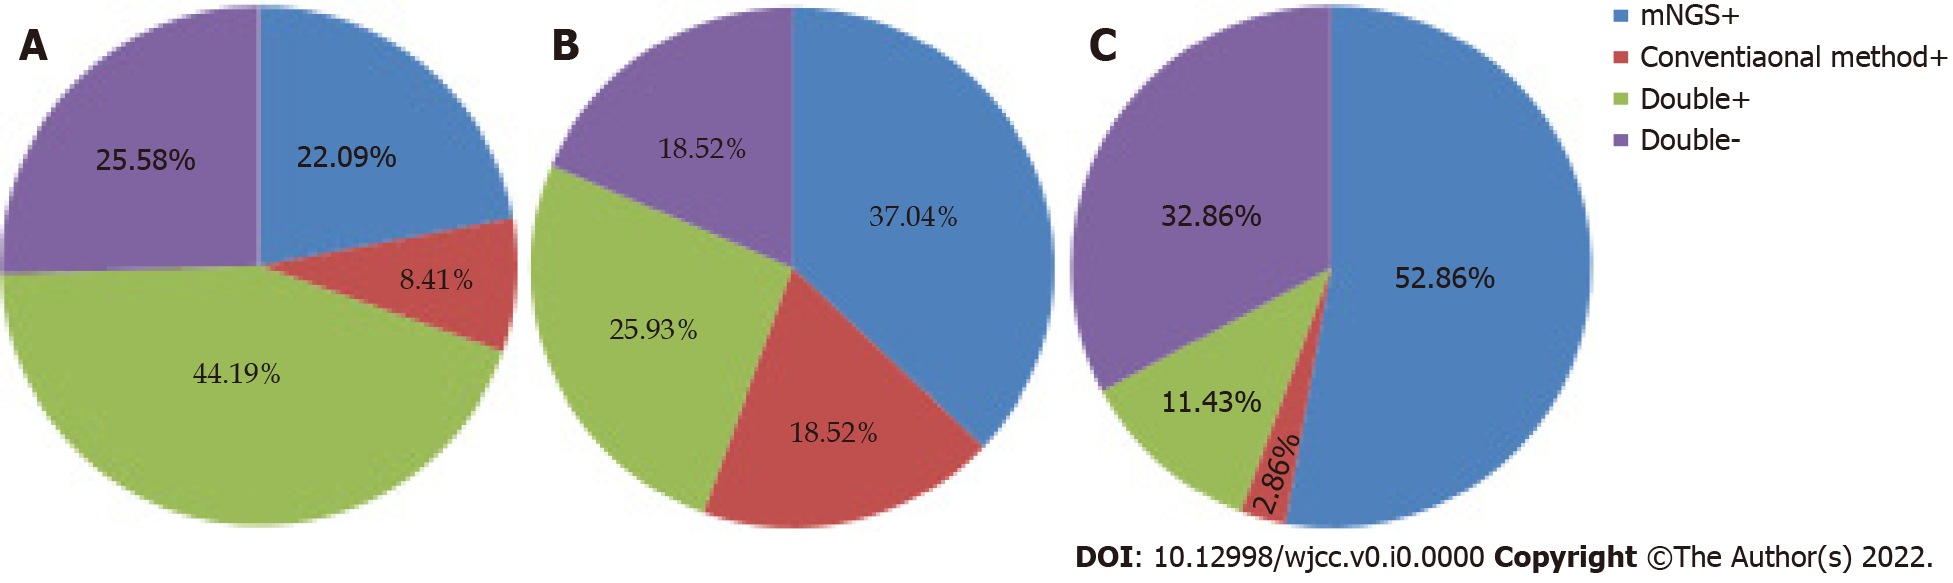 A
25.58%
22.09%
8.41%
44.19%
B
18.52%
37.04%
25.93%
18.52%
C
32.86%
52.86%
11.43%
2.86%
mNGS+
Conventiaonal method+
Double+
Double-
DOI: 10.12998/wjcc.v0.i0.0000 Copyright ©The Author(s) 2022.